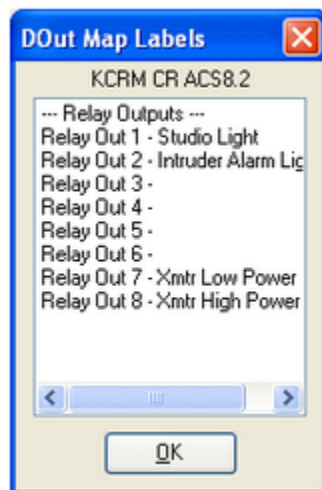 DOut Map Labels
KCRM CR ACS8.2
--- Relay Outputs ---
Relay Out 1 - Studio Light
Relay Out 2 - Intruder Alarm Lig
Relay Out 3 -
Relay Out 4 -
Relay Out 5 -
Relay Out 6 -
Relay Out 7 - Xmtr Low Power
Relay Out 8 - Xmtr High Power
OK